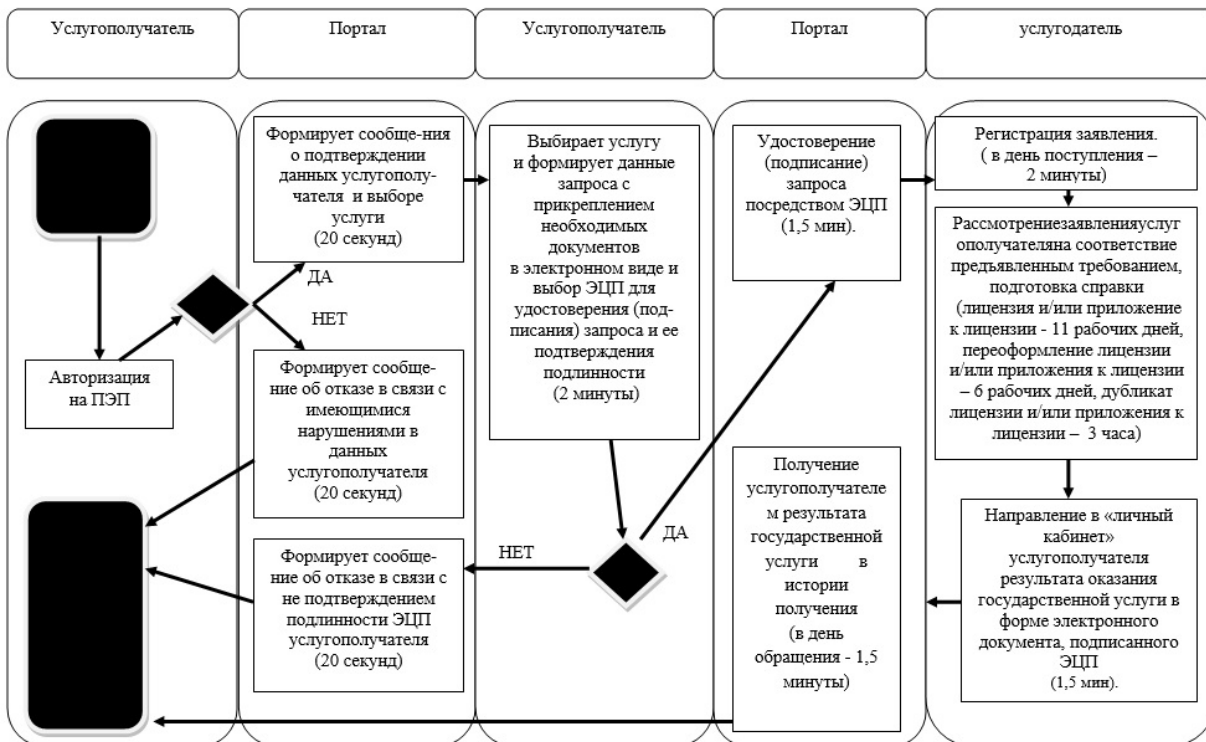 Услугополучатель
Портал
Услугополучатель
Портал
услугодатель
Авторизация
на ПЭП
Формирует сообще-ния
о подтверждении
данных услугополу-
чателя и выборе
услуги
(20 секунд)
ДА
НЕТ
Формирует сообще-
ние об отказе в связи с
имеющимися
нарушениями в
данных
услугополучателя
(20 секунд)
Формирует сообще-
ние об отказе в связи с
не подтверждением
подлинности ЭЦП
услугополучателя
(20 секунд)
Выбирает услугу
и формирует данные
запроса с
прикреплением
необходимых
документов
в электронном виде и
выбор ЭЦП для
удостоверения (под-
писания) запроса и ее
подтверждения
подлинности
(2 минуты)
НЕТ
ДА
Удостоверение
(подписание)
запроса
посредством ЭЦП
(1,5 мин).
Получение
услугополучателе
м результата
государственной
услуги в
истории
получения
(в день
обращения - 1,5
минуты)
Регистрация заявления.
( в день поступления –
2 минуты)
Рассмотрениезаявленияуслуг
ополучателяна соответствие
предъявленным требованием,
подготовка справки
(лицензия и/или приложение
к лицензии - 11 рабочих дней,
переоформление лицензии
и/или приложения к лицензии
– 6 рабочих дней, дубликат
лицензии и/или приложения к
лицензии – 3 часа)
Направление в «личный
кабинет»
услугополучателя
результата оказания
государственной услуги в
форме электронного
документа, подписанного
ЭЦП
(1,5 мин).